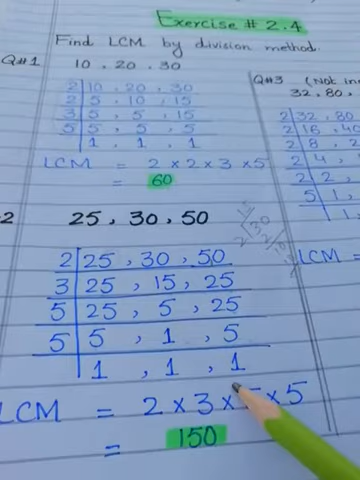 Exercise # 2.4
Find LCM by division method.
Q#1 10, 20, 30
2 10, 20, 30
2 5, 10, 15
3 5, 5, 15
5 5, 5, 5
1, 1, 1
LCM = 2 × 2 × 3 × 5
= 60
2 25, 30, 50
2 25, 30, 50
3 25, 15, 25
5 25, 5, 25
5 5, 1, 5
1, 1, 1
LCM = 2 × 3 × 5 × 5
= 150
Q#3 (Not in
32, 80,
2 32, 80
2 16, 40
2 8, 2
2 4,
2 2,
5 1,
1,
LCM =